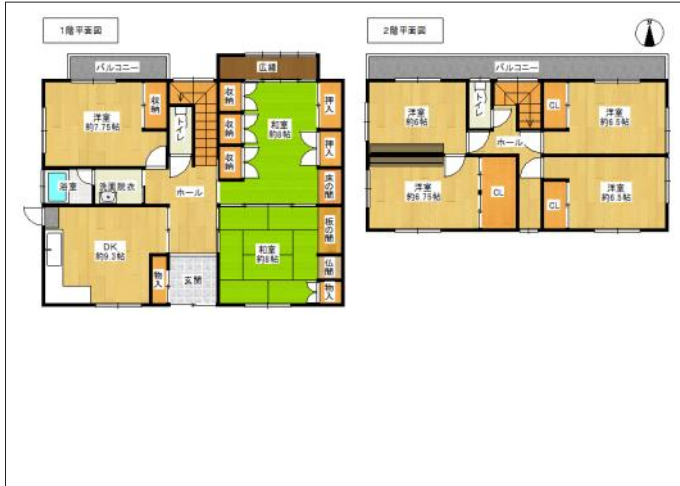 1階平面図
バルコニー
広縁
洋室
約7.75帖
収納
トイレ
収納
収納
収納
和室
約8帖
押入
押入
床の間
浴室
洗面脱衣
ホール
DK
約9.3帖
物入
玄関
和室
約8帖
板の間
仏間
物入
2階平面図
バルコニー
洋室
約6帖
トイレ
CL
洋室
約6.5帖
ホール
洋室
約6.75帖
CL
CL
洋室
約6.5帖